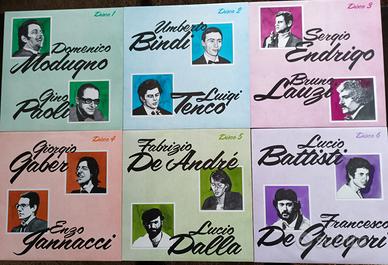 Disco 1
Domenico
Modugno
Gino
Paoli
Disco 2
Umberto
Bindi
Luigi
Tenco
Disco 3
Sergio
Endrigo
Bruno
Lauzi
Disco 4
Giorgio
Gaber
Enzo
Jannacci
Disco 5
Fabrizio
De André
Lucio
Dalla
Disco 6
Lucio
Battisti
Francesco
De Gregori